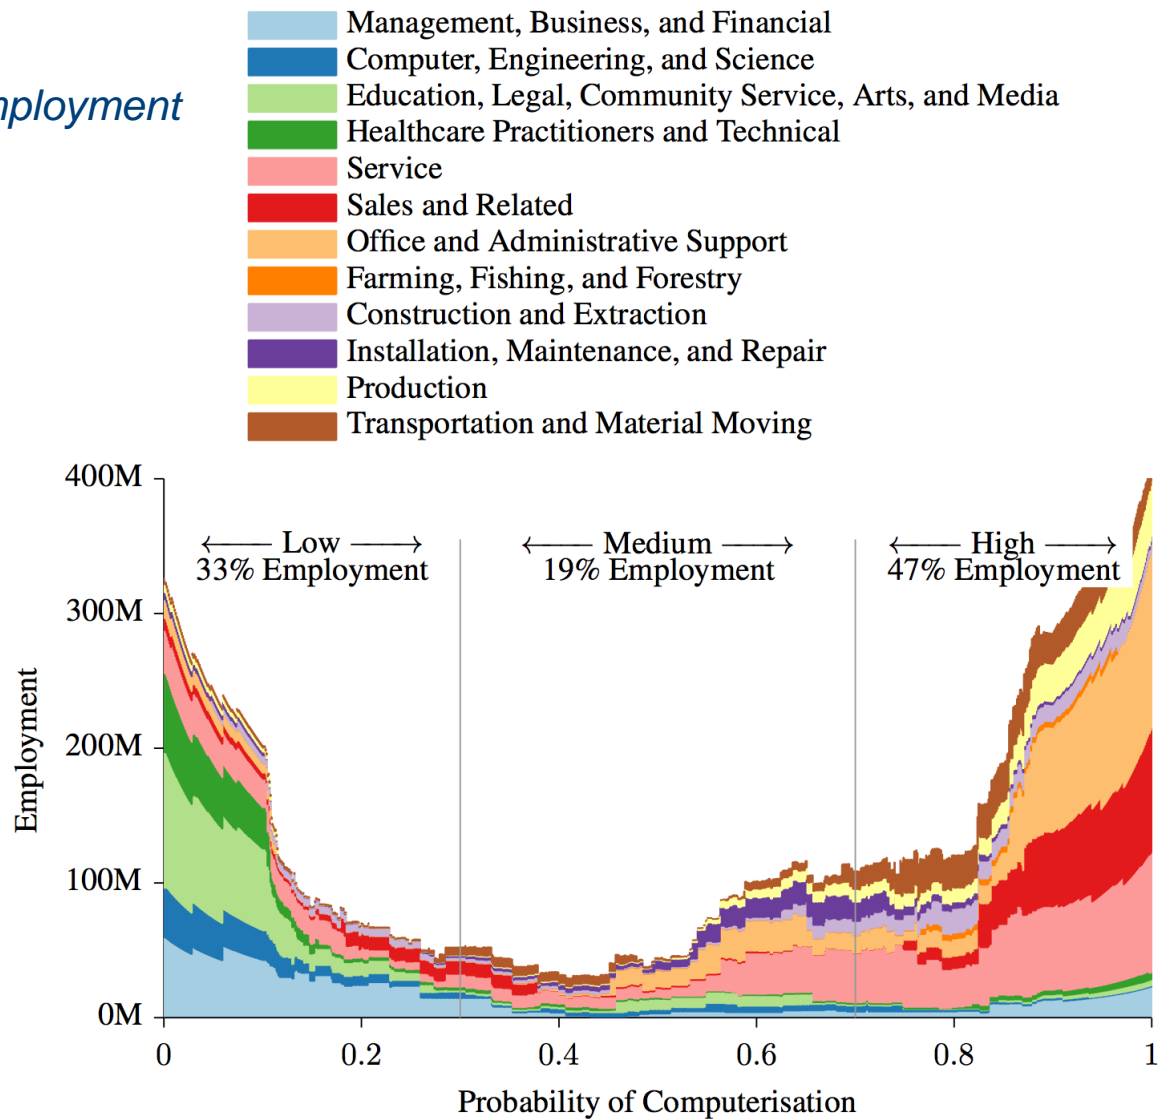 Management, Business, and Financial
Computer, Engineering, and Science
mployment
Education, Legal, Community Service, Arts, and Media
Healthcare Practitioners and Technical
Service
Sales and Related
Office and Administrative Support
Farming, Fishing, and Forestry
Construction and Extraction
Installation, Maintenance, and Repair
Production
Transportation and Material Moving
400M
Low
Medium
High
33% Employment
19% Employment
47% Employment
300M
200M
100M
0M
Employment
0
0.2
0.4
0.6
0.8
1
Probability of Computerisation